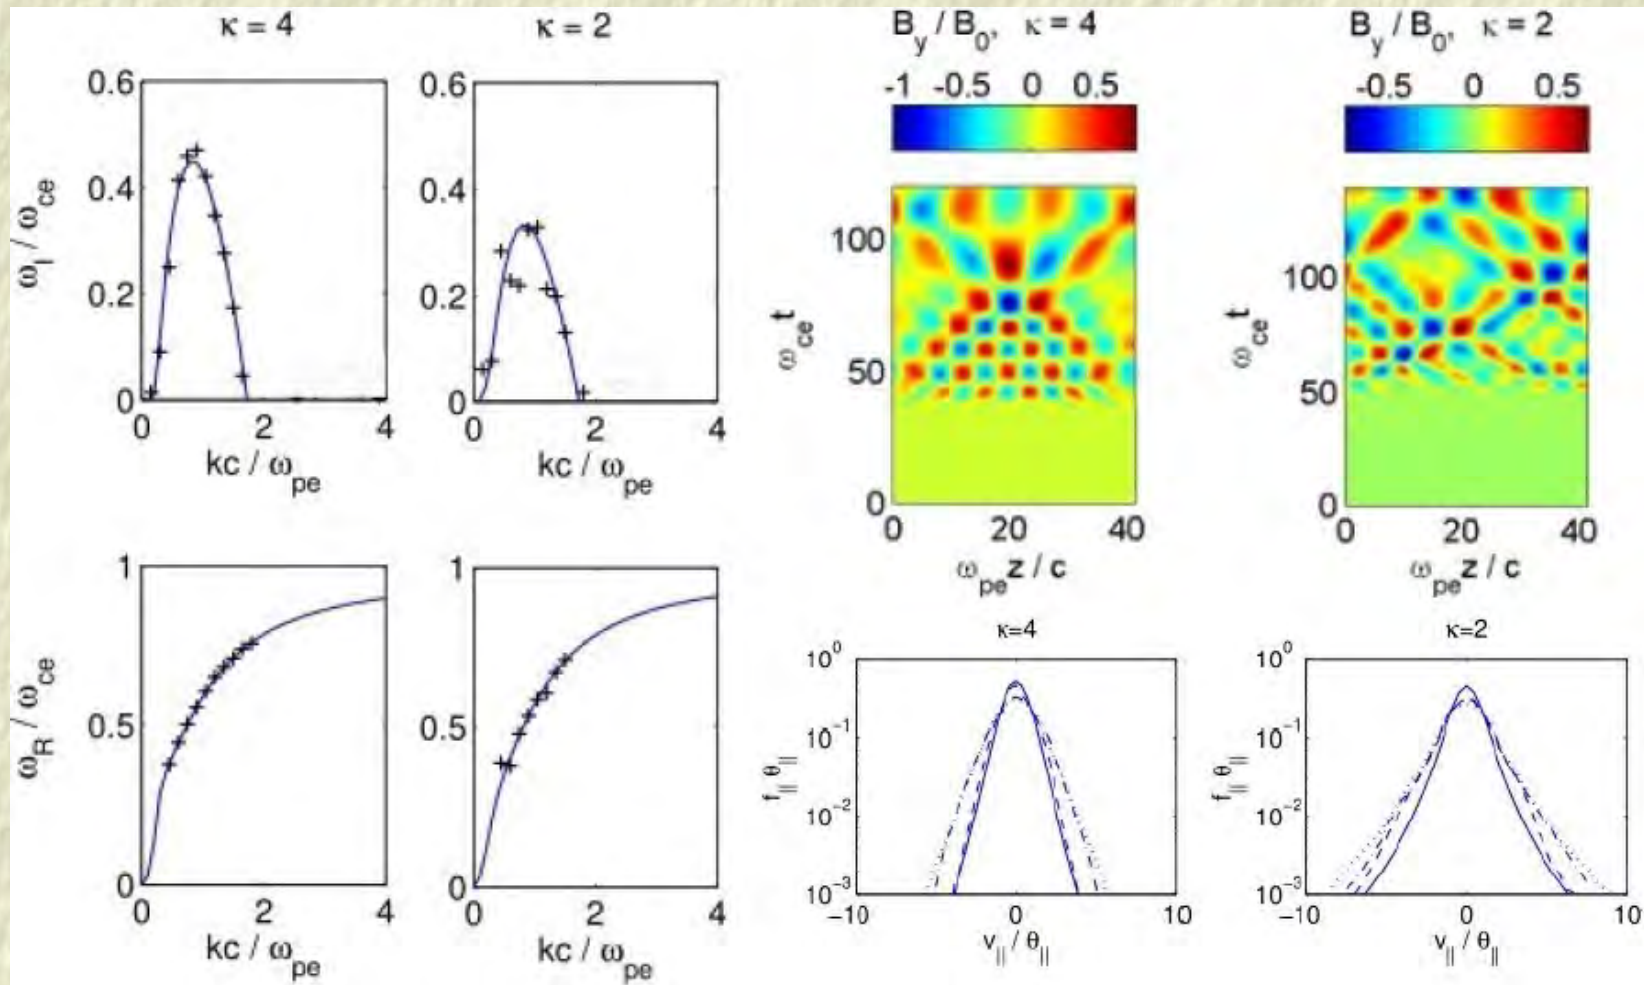 κ = 4
κ = 2
B_y / B_0, κ = 4
B_y / B_0, κ = 2
-1 -0.5 0 0.5
-0.5 0 0.5
0.6
0.4
0.2
0
ω_I / ω_ce
0 2 4
kc / ω_pe
0.6
0.4
0.2
0
0 2 4
kc / ω_pe
100
50
0
ω_ce t
0 20 40
ω_pe z / c
100
50
0
ω_ce t
0 20 40
ω_pe z / c
1
0.5
0
ω_R / ω_ce
0 2 4
kc / ω_pe
1
0.5
0
0 2 4
kc / ω_pe
κ=4
10^0
10^-1
10^-2
10^-3
f_|| θ_||
−10 0 10
v_|| / θ_||
κ=2
10^0
10^-1
10^-2
10^-3
f_|| θ_||
−10 0 10
v_|| / θ_||